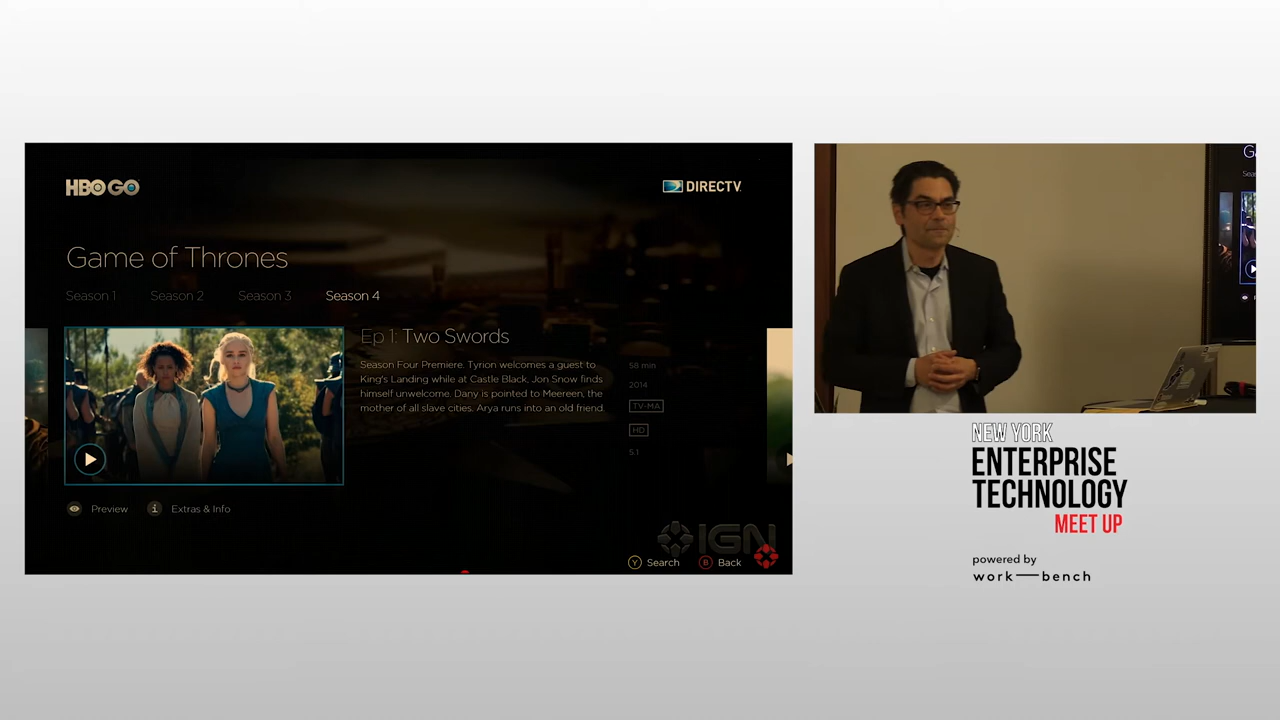 HBO GO
DIRECTV
Game of Thrones
Season 1
Season 2
Season 3
Season 4
Ep 1: Two Swords
Season Four Premiere. Tyrion welcomes a guest to
King's Landing while at Castle Black, Jon Snow finds
himself unwelcome. Dany is pointed to Meereen, the
mother of all slave cities. Arya runs into an old friend.
58 min
2014
TV-MA
HD
5.1
Preview
i
Extras & Info
IGN
Y
Search
B
Back
NEW YORK
ENTERPRISE
TECHNOLOGY
MEET UP
powered by
work—bench